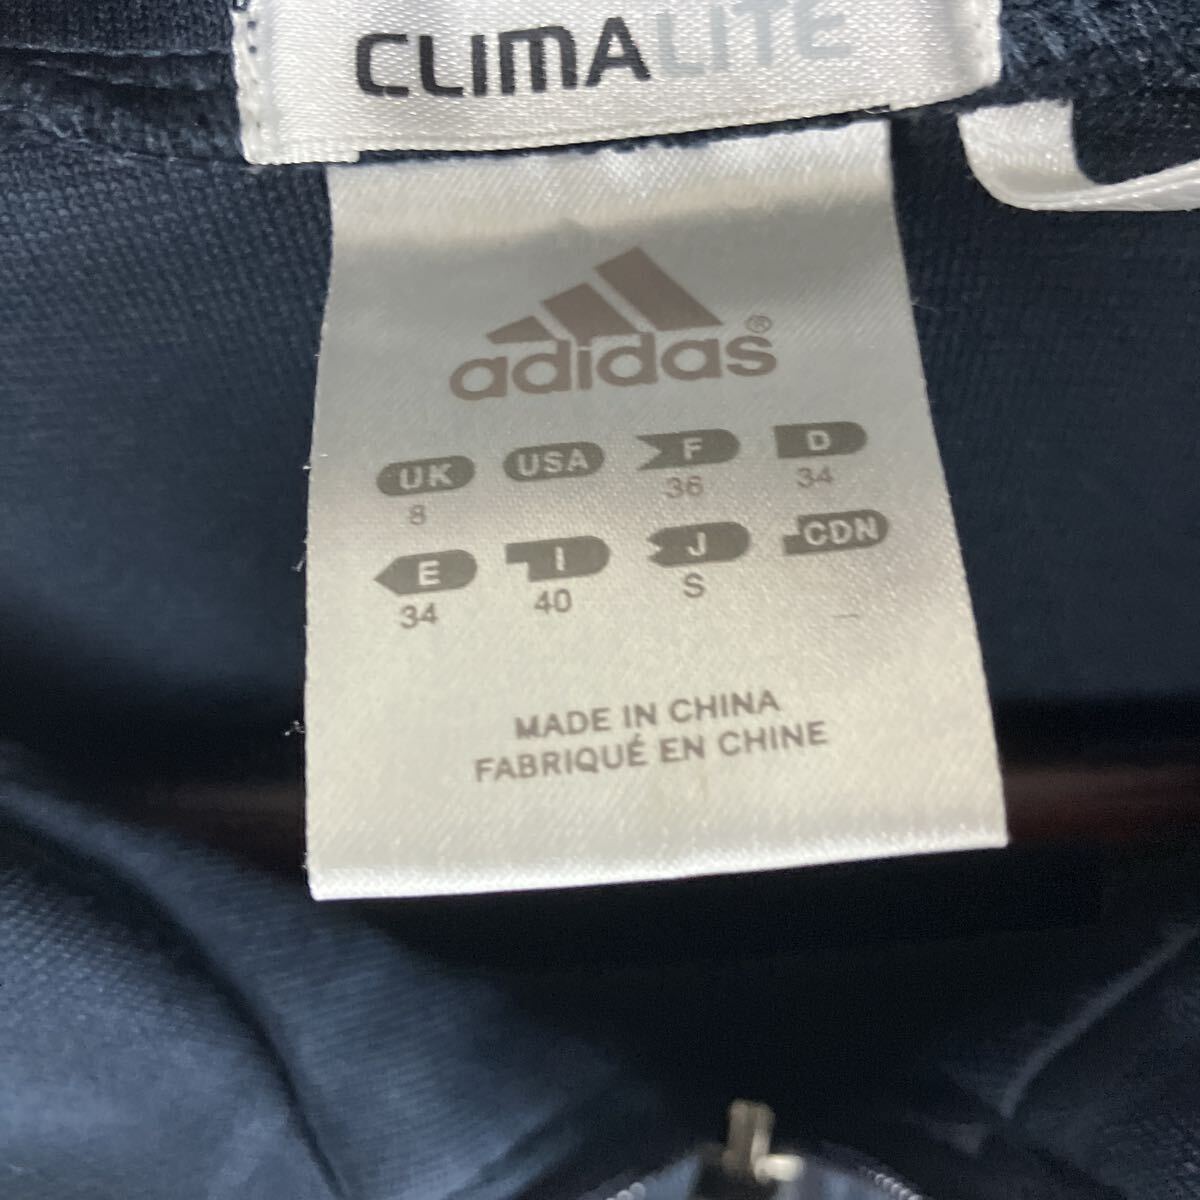 CLIMALITE
adidas®
UK USA F D
8 36 34
E I J CDN
34 40 S –
MADE IN CHINA
FABRIQUÉ EN CHINE